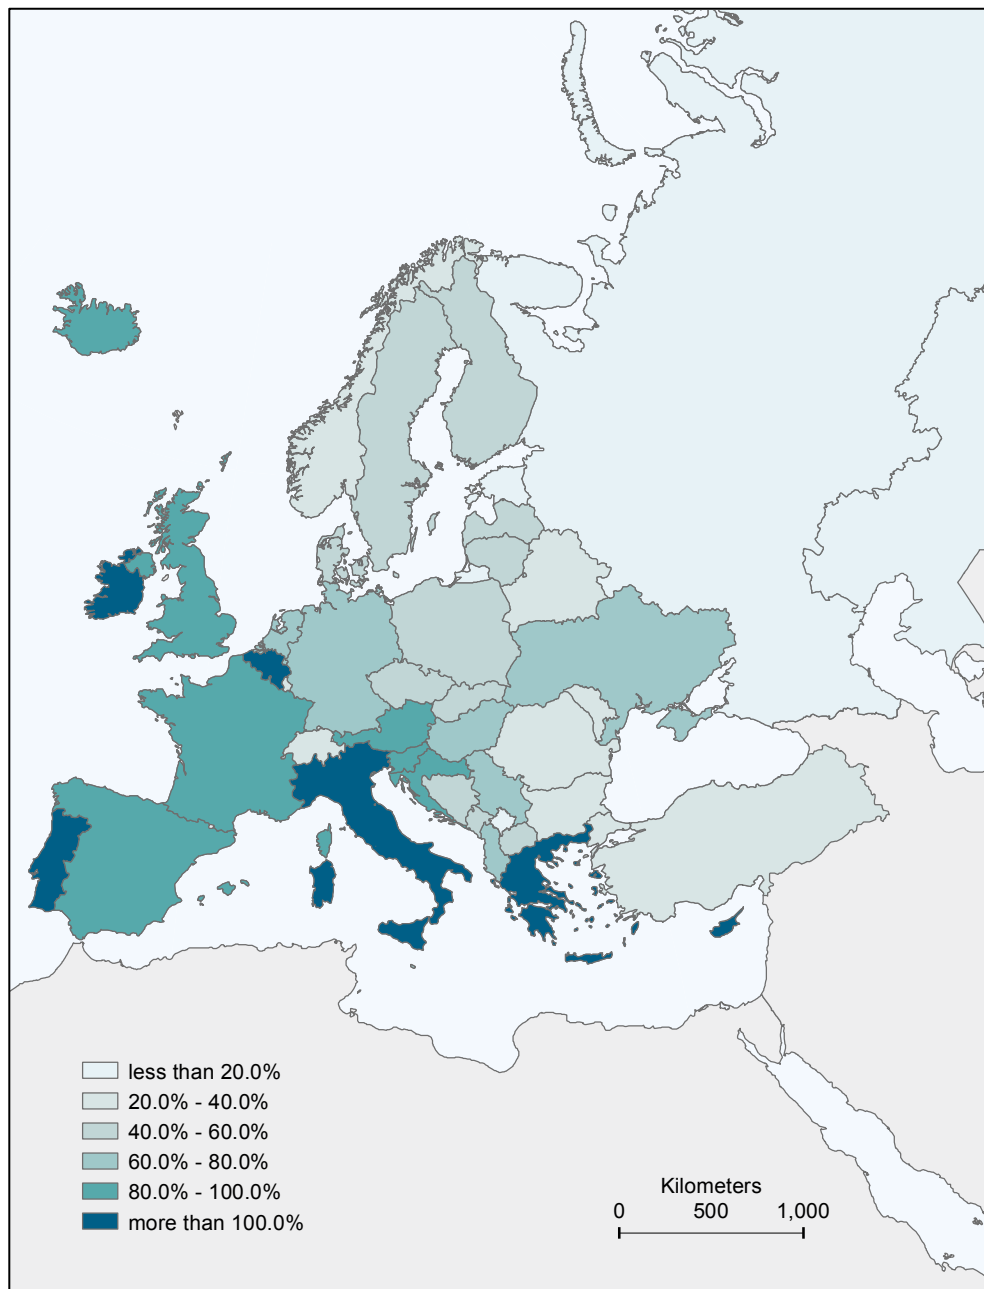 less than 20.0%
20.0% - 40.0%
40.0% - 60.0%
60.0% - 80.0%
80.0% - 100.0%
more than 100.0%
Kilometers
0 500 1,000